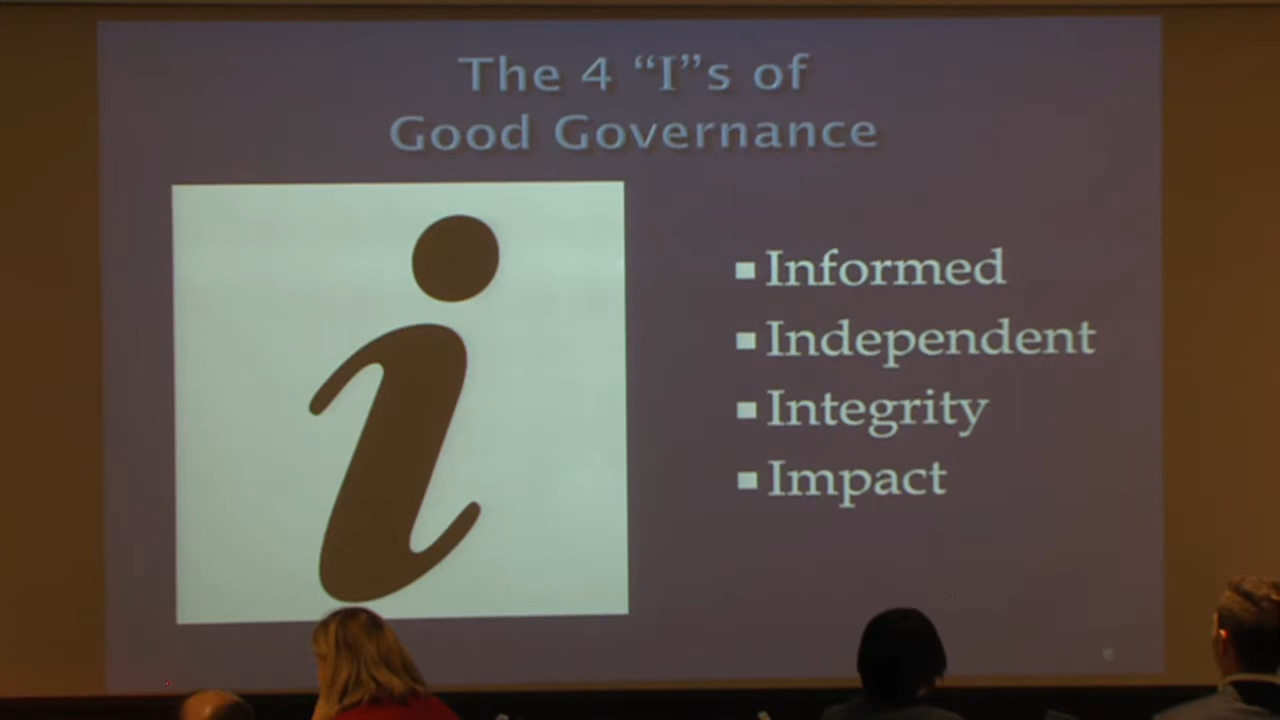 The 4 “I”s of
Good Governance
i
▪ Informed
▪ Independent
▪ Integrity
▪ Impact